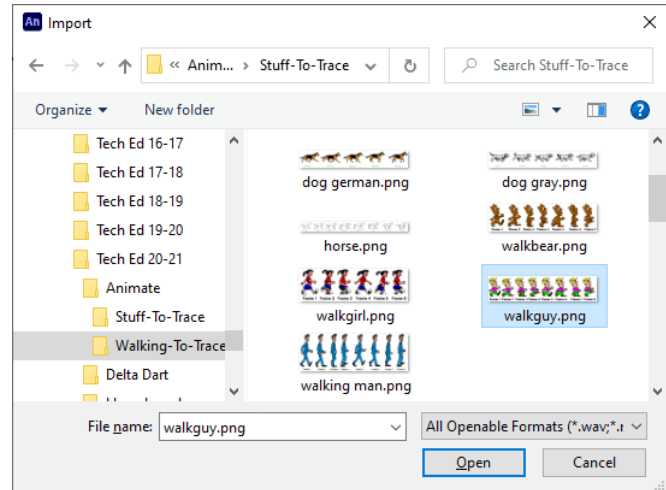 An Import
« Anim... › Stuff-To-Trace
Search Stuff-To-Trace
Organize
New folder
Tech Ed 16-17
Tech Ed 17-18
Tech Ed 18-19
Tech Ed 19-20
Tech Ed 20-21
Animate
Stuff-To-Trace
Walking-To-Trace
Delta Dart
dog german.png
dog gray.png
horse.png
walkbear.png
walkgirl.png
walkguy.png
walking man.png
File name: walkguy.png
All Openable Formats (*.wav;*.r
Open
Cancel